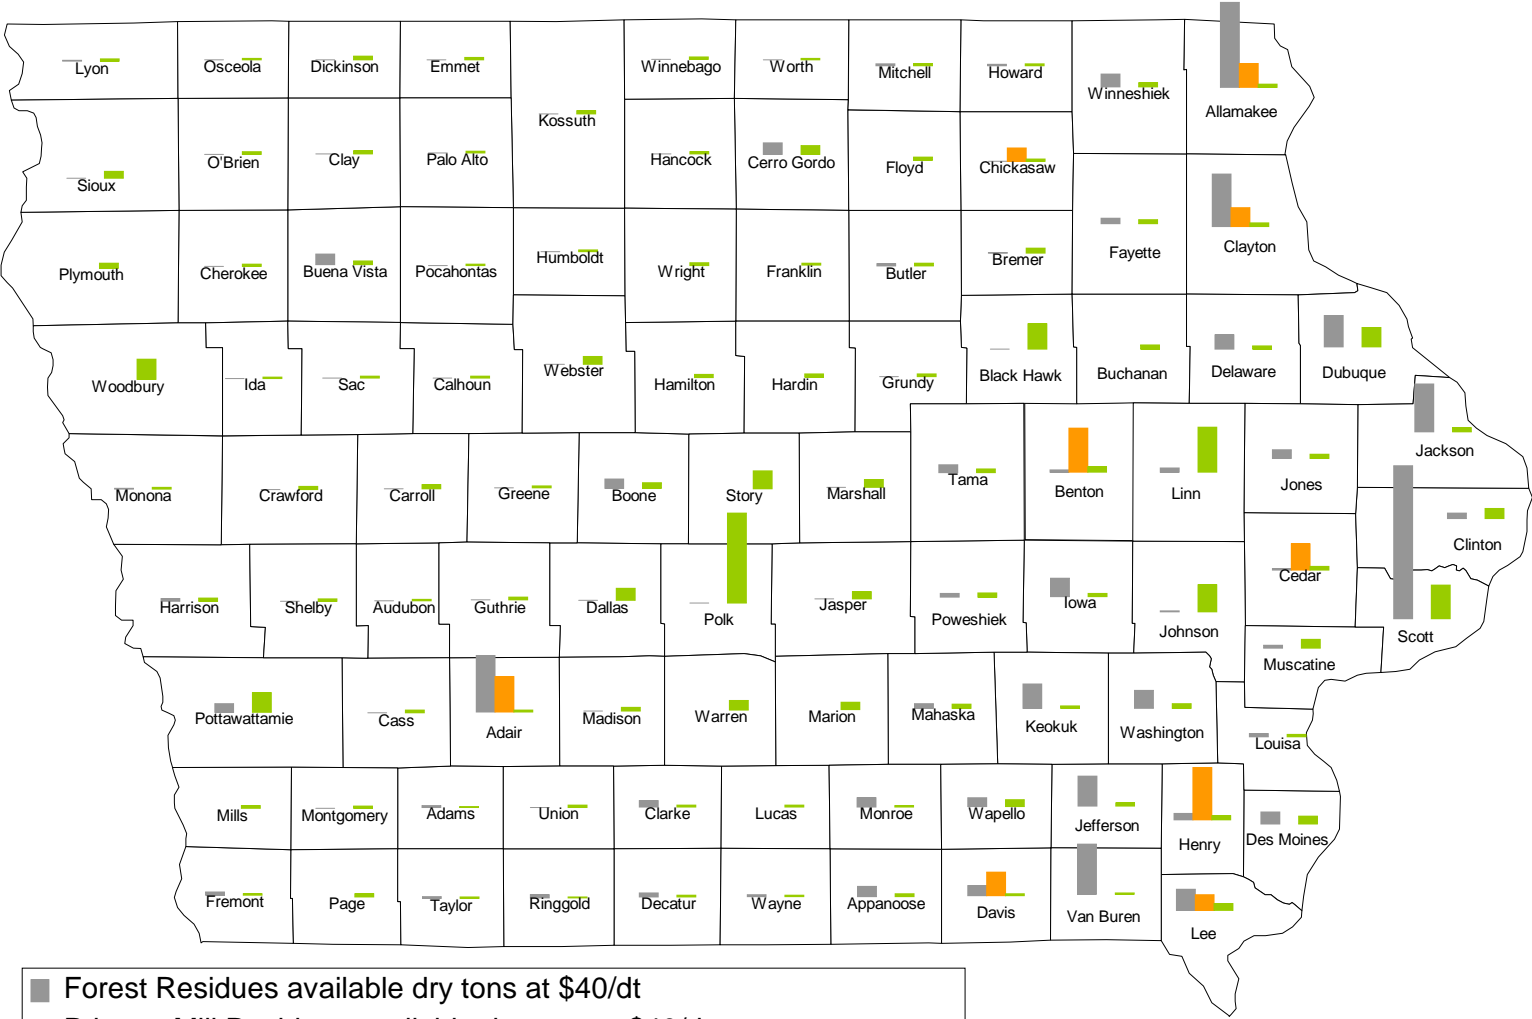 Lyon
Osceola
Dickinson
Emmet
Winnebago
Worth
Mitchell
Howard
Winneshiek
Allamakee
Kossuth
Sioux
O'Brien
Clay
Palo Alto
Hancock
Cerro Gordo
Floyd
Chickasaw
Plymouth
Cherokee
Buena Vista
Pocahontas
Humboldt
Wright
Franklin
Butler
Bremer
Fayette
Clayton
Woodbury
Ida
Sac
Calhoun
Webster
Hamilton
Hardin
Grundy
Black Hawk
Buchanan
Delaware
Dubuque
Monona
Crawford
Carroll
Greene
Boone
Story
Marshall
Tama
Benton
Linn
Jones
Jackson
Clinton
Harrison
Shelby
Audubon
Guthrie
Dallas
Polk
Jasper
Poweshiek
Iowa
Johnson
Cedar
Scott
Muscatine
Pottawattamie
Cass
Adair
Madison
Warren
Marion
Mahaska
Keokuk
Washington
Louisa
Mills
Montgomery
Adams
Union
Clarke
Lucas
Monroe
Wapello
Jefferson
Henry
Des Moines
Fremont
Page
Taylor
Ringgold
Decatur
Wayne
Appanoose
Davis
Van Buren
Lee
Forest Residues available dry tons at $40/dt